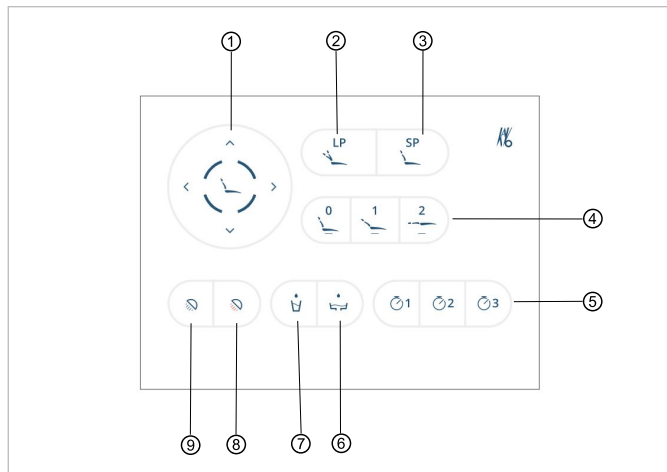 ① ② ③
LP SP
0 1 2 ④
1 2 3 ⑤
⑨ ⑧ ⑦ ⑥